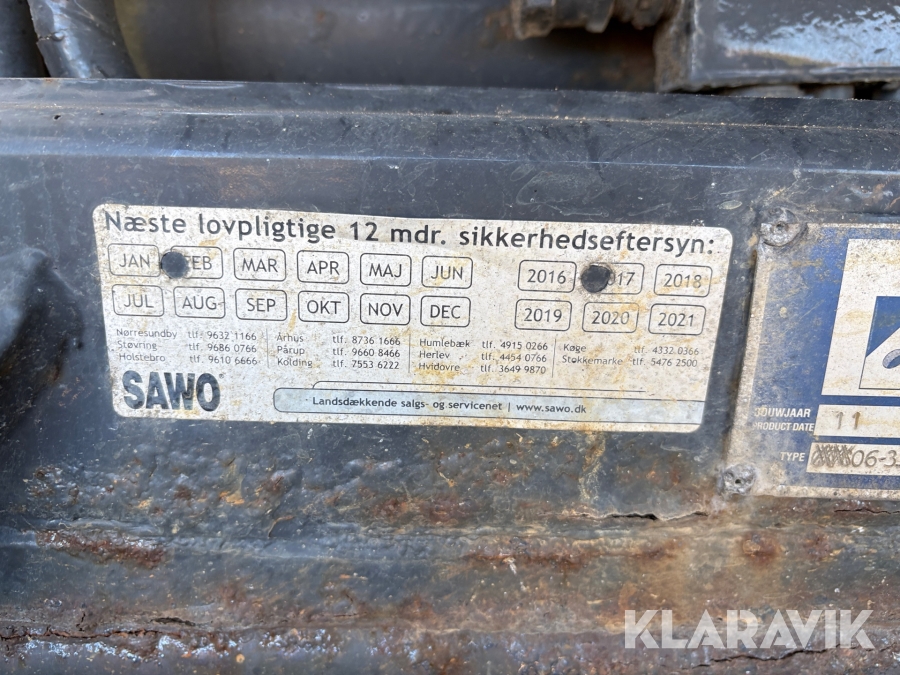 Næste lovpligtige 12 mdr. sikkerhedseftersyn:
JAN FEB MAR APR MAJ JUN 2016 2017 2018
JUL AUG SEP OKT NOV DEC 2019 2020 2021
Nørresundby tlf. 9632 1166 Århus tlf. 8736 1666 Humlebæk tlf. 4915 0266 Køge tlf. 4332 0366
Støvring tlf. 9686 0766 Pårup tlf. 9660 8466 Herlev tlf. 4454 0766 Stokkemarke tlf. 5476 2500
Holstebro tlf. 9610 6666 Kolding tlf. 7553 6222 Hvidovre tlf. 3649 9870
SAWO
Landsdækkende salgs- og servicenet | www.sawo.dk
BOUWJAAR
PRODUCT DATE 11
TYPE 06-3
KLARAVIK